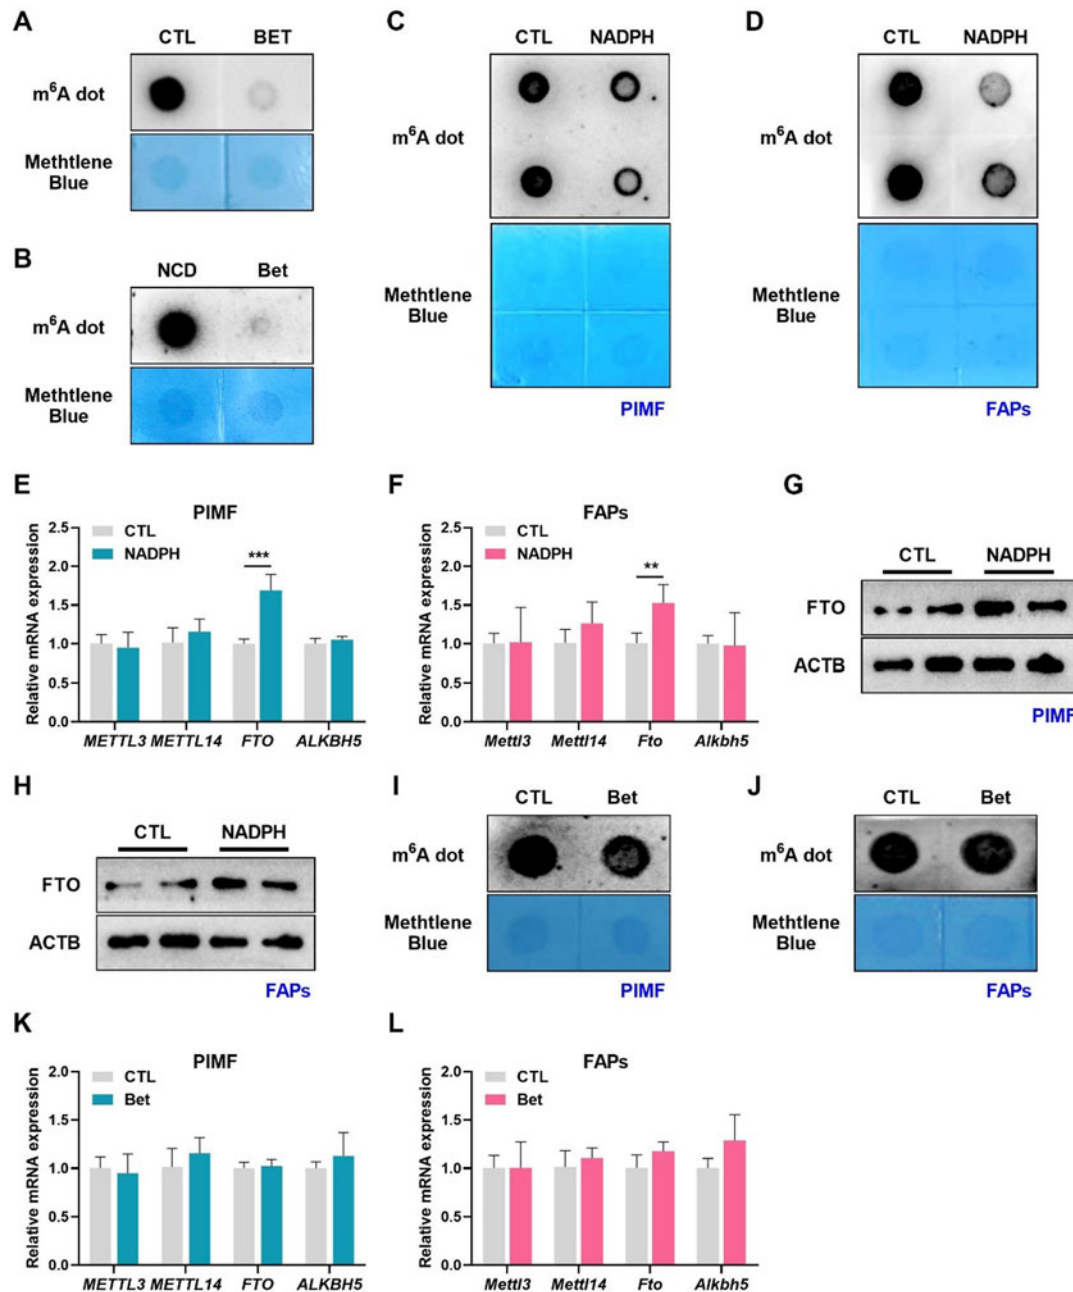 A
CTL BET
m⁶A dot
Methtlene
Blue
B
NCD Bet
m⁶A dot
Methtlene
Blue
C
CTL NADPH
m⁶A dot
Methtlene
Blue
PIMF
D
CTL NADPH
m⁶A dot
Methtlene
Blue
FAPs
E
PIMF
CTL
NADPH
***
Relative mRNA expression
2.5
2.0
1.5
1.0
0.5
0.0
METTL3 METTL14 FTO ALKBH5
F
FAPs
CTL
NADPH
**
Relative mRNA expression
2.5
2.0
1.5
1.0
0.5
0.0
Mettl3 Mettl14 Fto Alkbh5
G
CTL NADPH
FTO
ACTB
PIMF
H
CTL NADPH
FTO
ACTB
FAPs
I
CTL Bet
m⁶A dot
Methtlene
Blue
PIMF
J
CTL Bet
m⁶A dot
Methtlene
Blue
FAPs
K
PIMF
CTL
Bet
Relative mRNA expression
2.0
1.5
1.0
0.5
0.0
METTL3 METTL14 FTO ALKBH5
L
FAPs
CTL
Bet
Relative mRNA expression
2.0
1.5
1.0
0.5
0.0
Mettl3 Mettl14 Fto Alkbh5